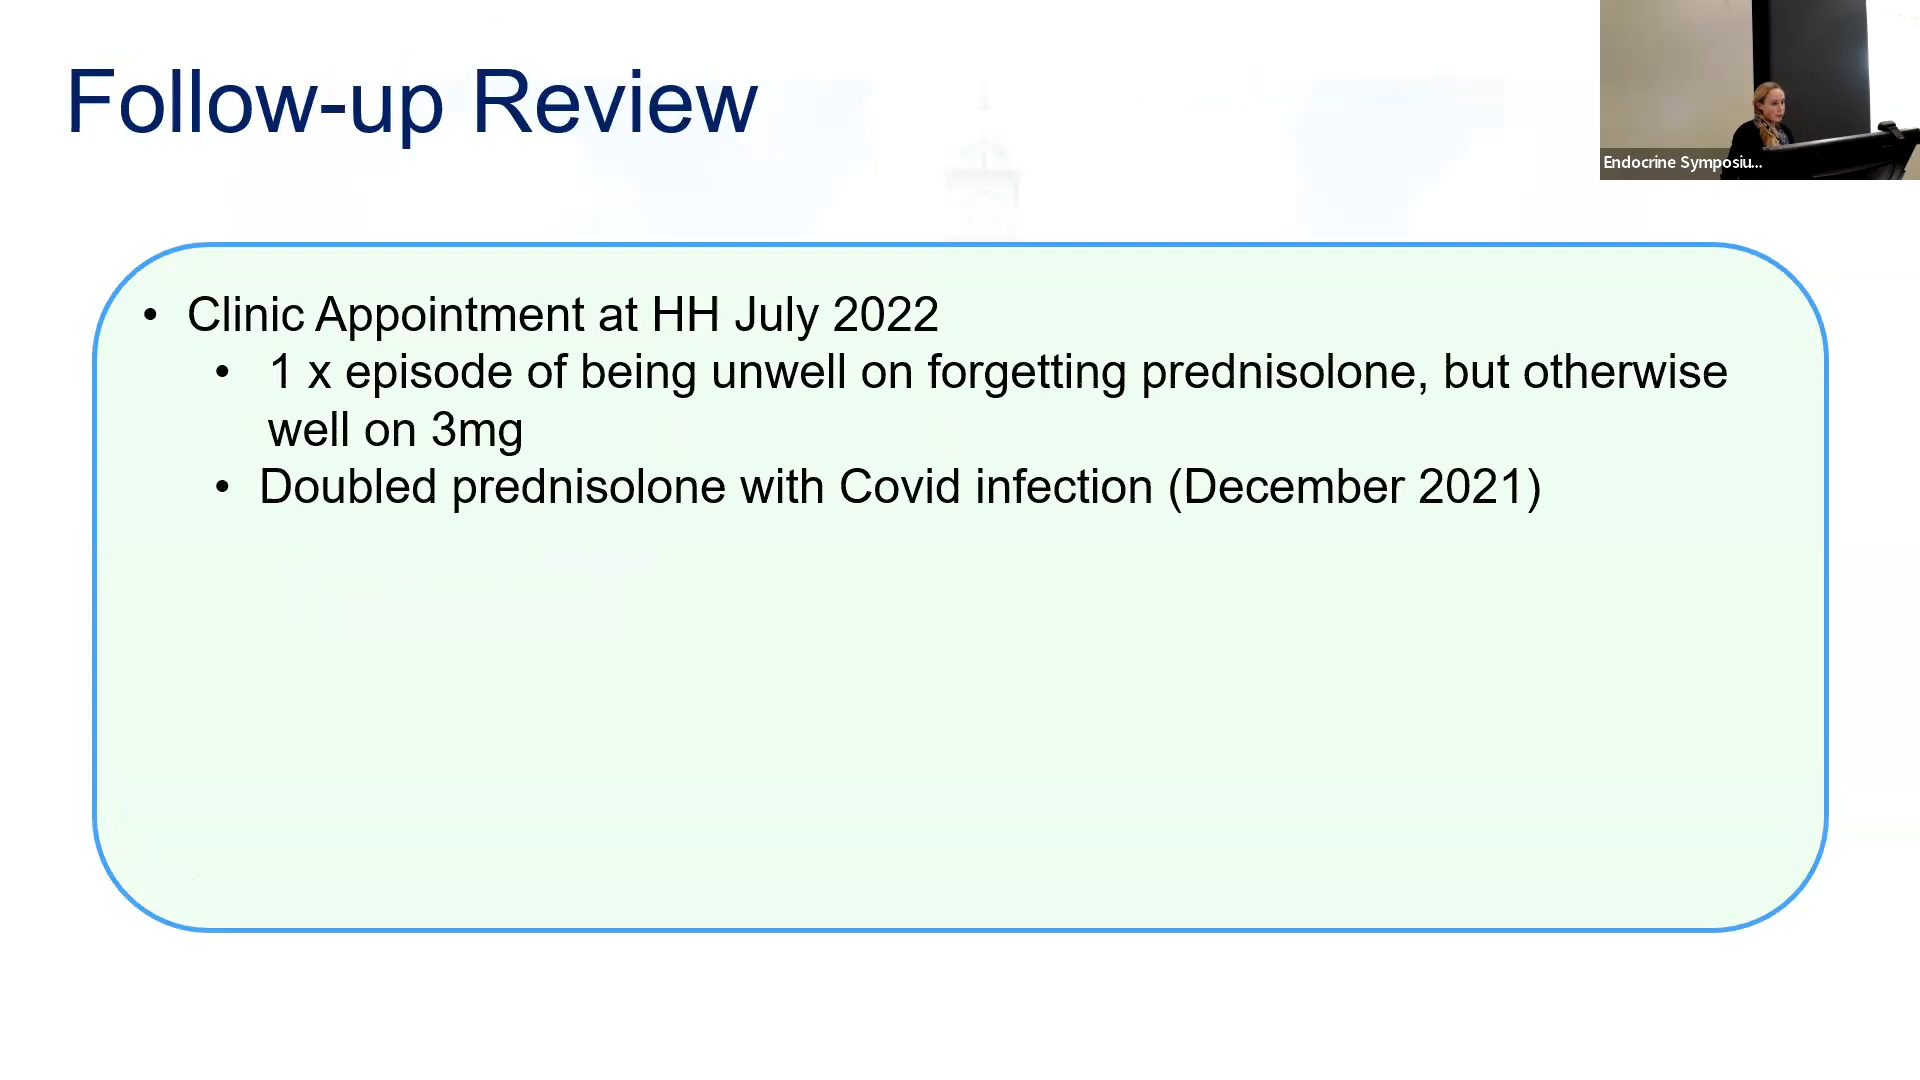 Follow-up Review
Endocrine Symposiu...
• Clinic Appointment at HH July 2022
• 1 x episode of being unwell on forgetting prednisolone, but otherwise
well on 3mg
• Doubled prednisolone with Covid infection (December 2021)